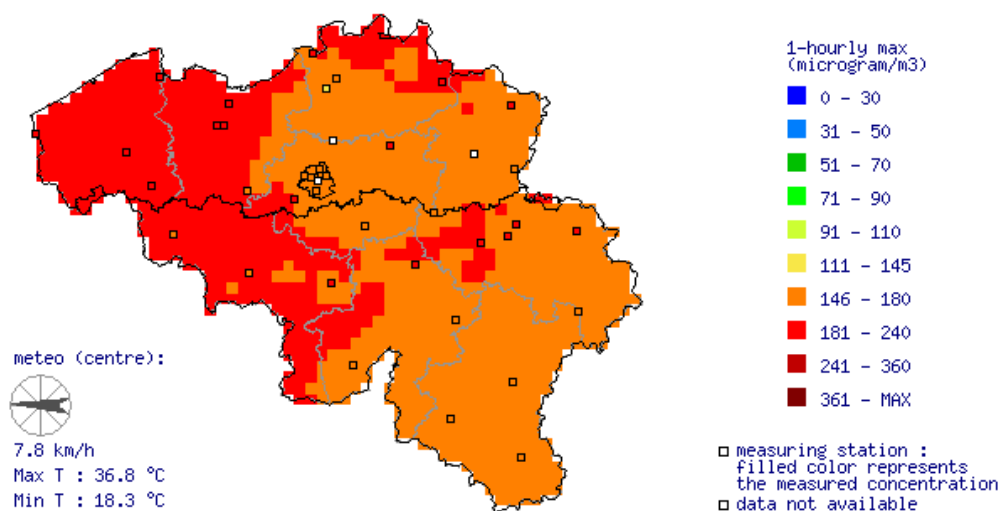 1-hourly max
(microgram/m3)
0 - 30
31 - 50
51 - 70
71 - 90
91 - 110
111 - 145
146 - 180
181 - 240
241 - 360
361 - MAX
meteo (centre):
7.8 km/h
Max T : 36.8 °C
Min T : 18.3 °C
measuring station :
filled color represents
the measured concentration
data not available